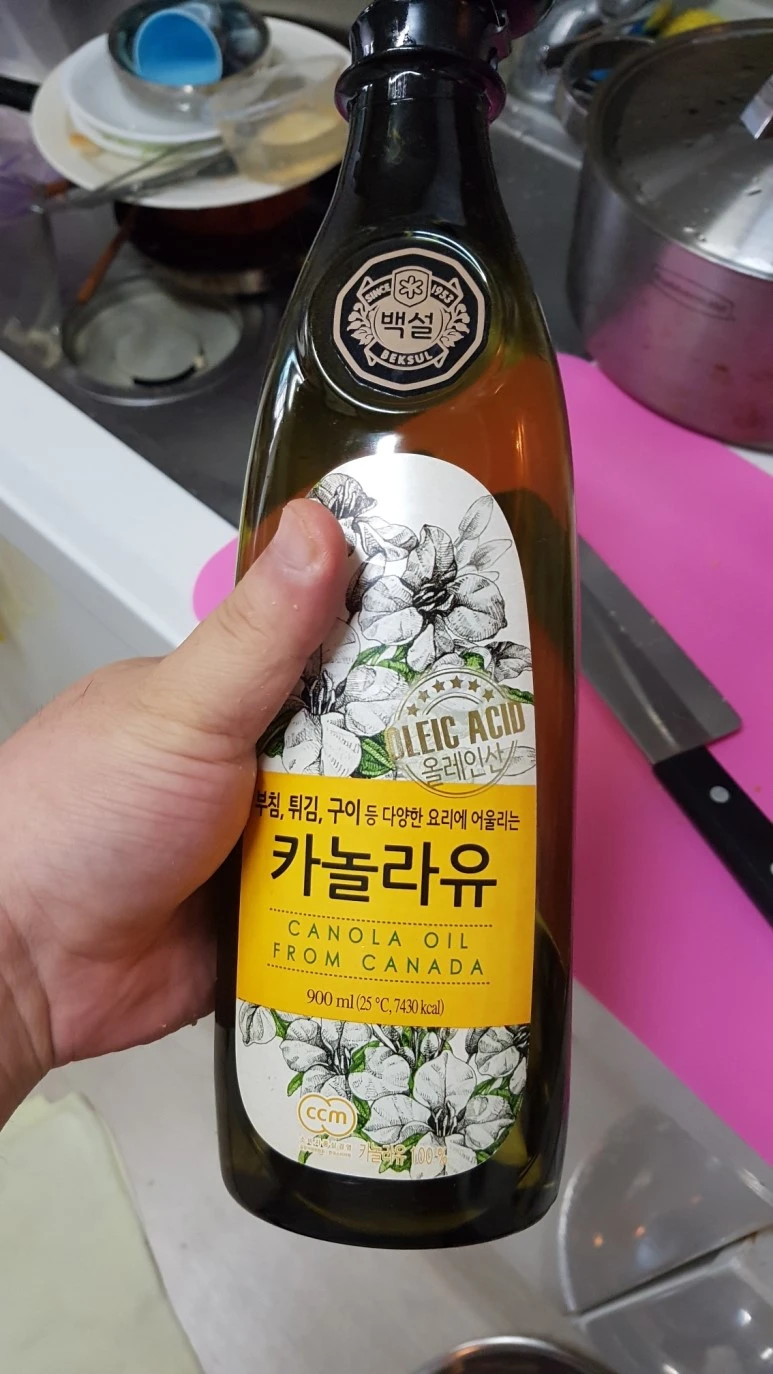 SINCE 1953
백설
BEKSUL
OLEIC ACID
올레인산
부침, 튀김, 구이 등 다양한 요리에 어울리는
카놀라유
CANOLA OIL
FROM CANADA
900 ml (25 °C, 7430 kcal)
ccm
카놀라유 100%